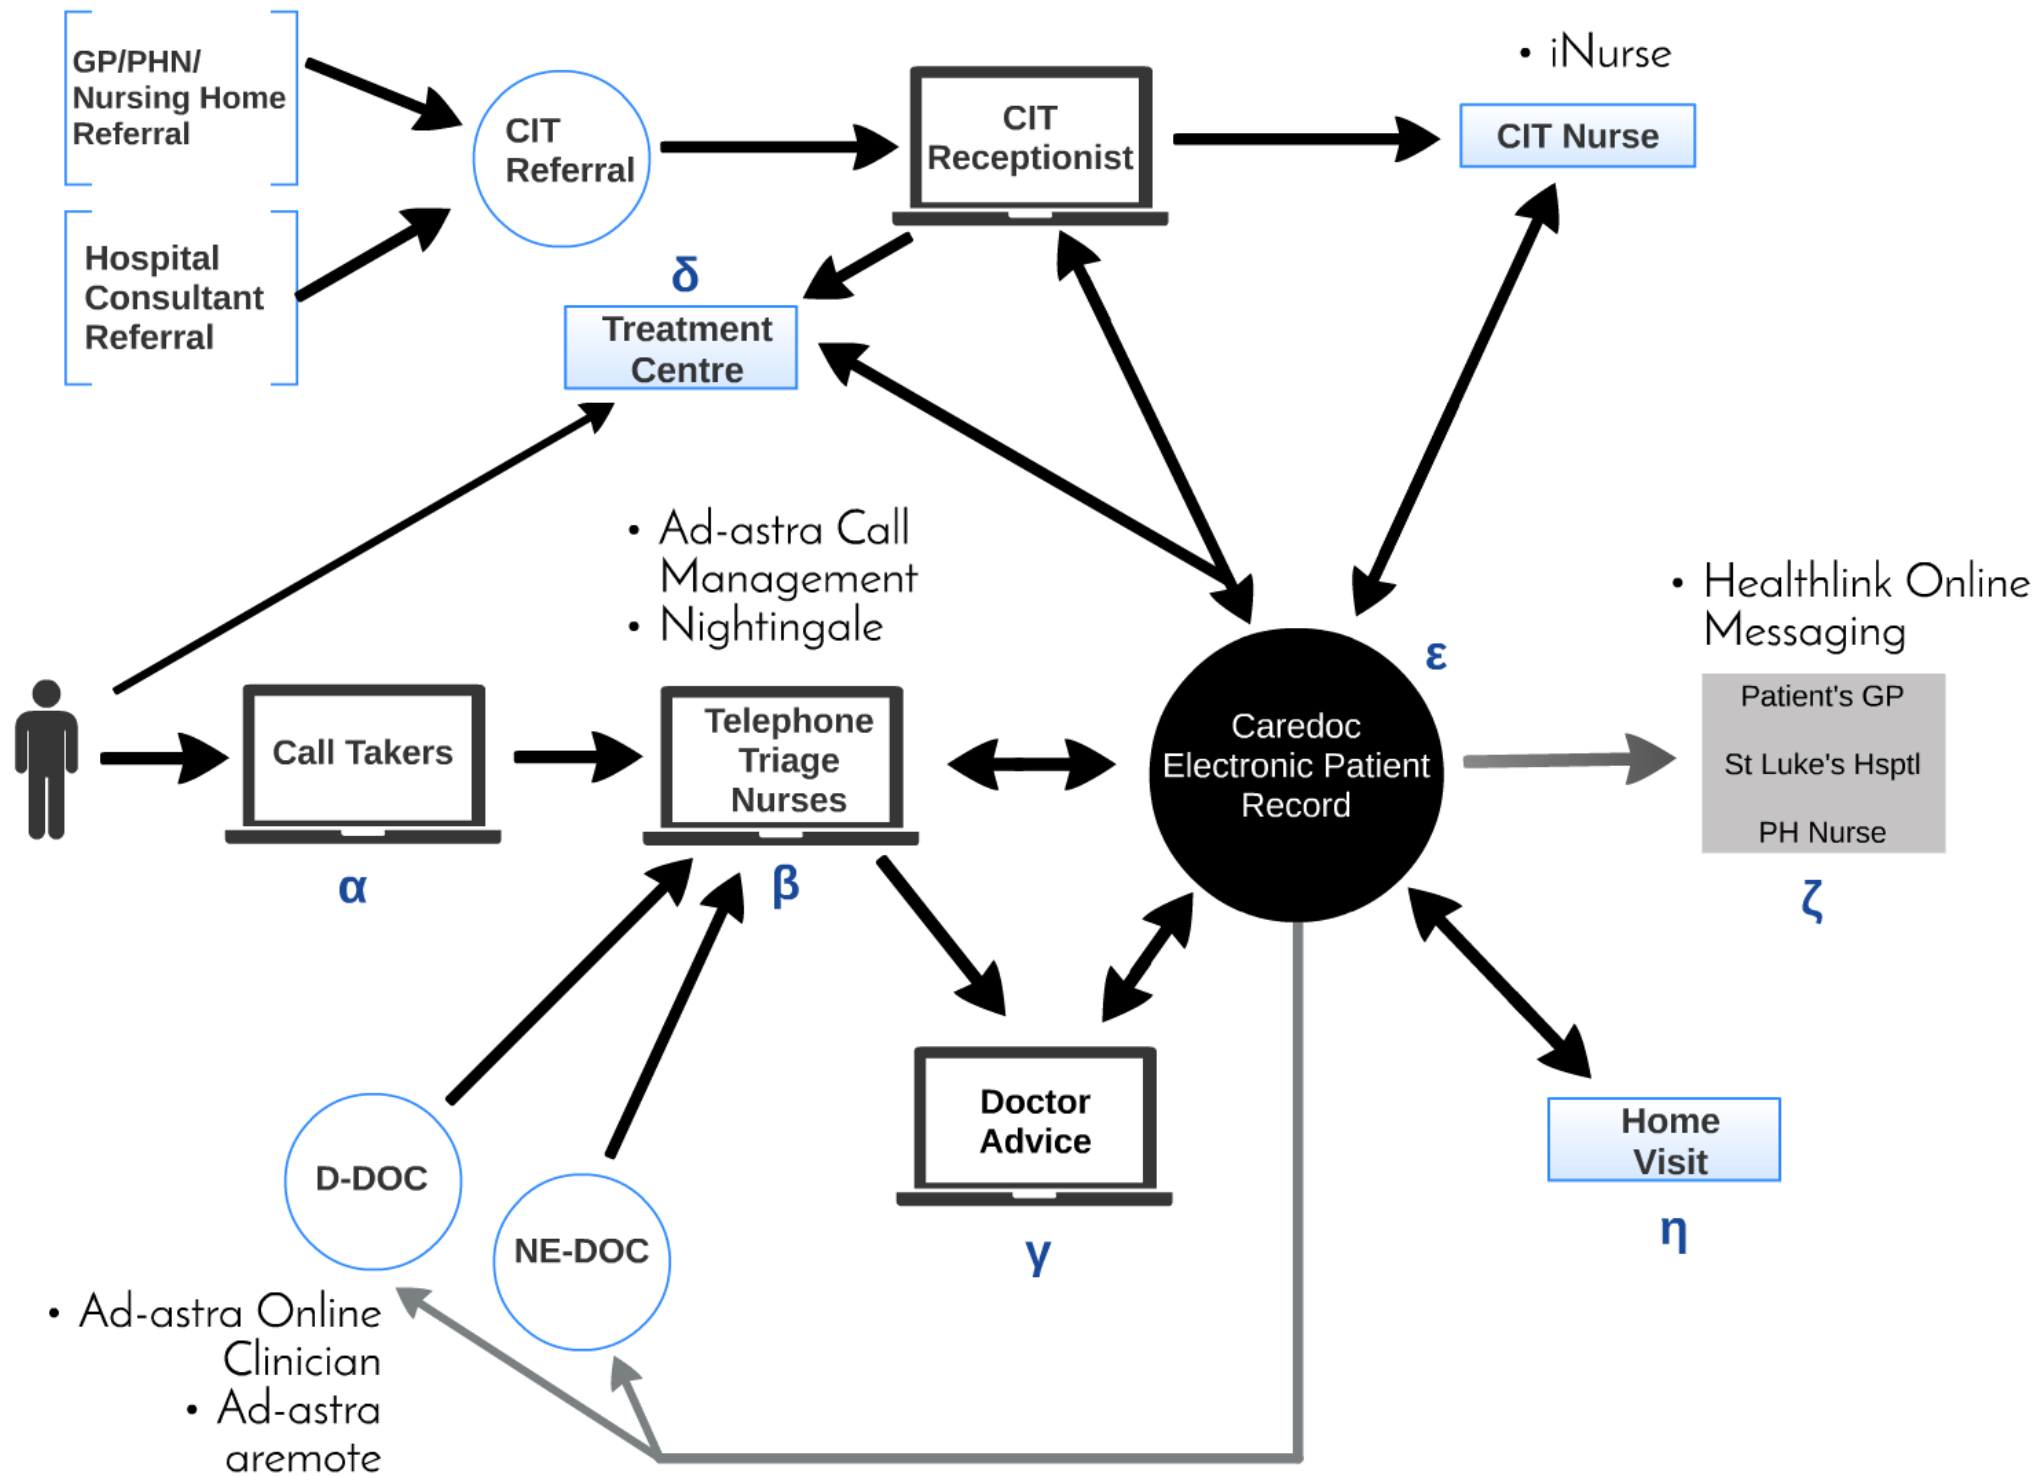 GP/PHN/
Nursing Home
Referral
Hospital
Consultant
Referral
CIT
Referral
CIT
Receptionist
• iNurse
CIT Nurse
δ
Treatment
Centre
• Ad-astra Call
Management
• Nightingale
Call Takers
α
Telephone
Triage
Nurses
β
Caredoc
Electronic Patient
Record
ε
• Healthlink Online
Messaging
Patient's GP
St Luke's Hsptl
PH Nurse
ζ
D-DOC
NE-DOC
Doctor
Advice
γ
Home
Visit
η
• Ad-astra Online
Clinician
• Ad-astra
aremote